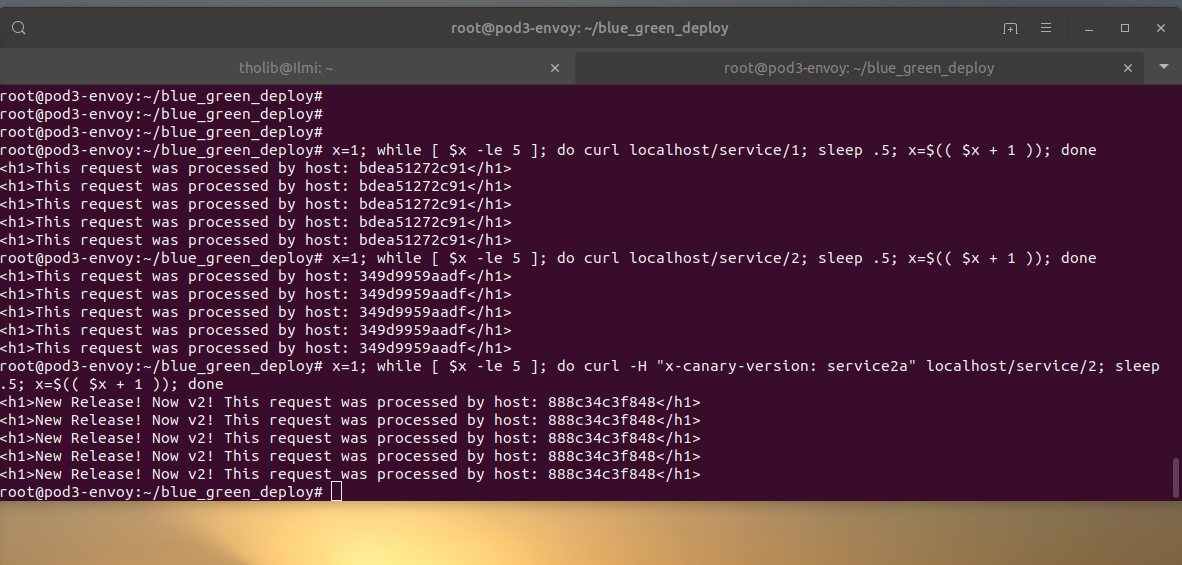 root@pod3-envoy: ~/blue_green_deploy
tholib@Ilmi: ~
root@pod3-envoy: ~/blue_green_deploy
root@pod3-envoy:~/blue_green_deploy#
root@pod3-envoy:~/blue_green_deploy#
root@pod3-envoy:~/blue_green_deploy#
root@pod3-envoy:~/blue_green_deploy# x=1; while [ $x -le 5 ]; do curl localhost/service/1; sleep .5; x=$(( $x + 1 )); done
<h1>This request was processed by host: bdea51272c91</h1>
<h1>This request was processed by host: bdea51272c91</h1>
<h1>This request was processed by host: bdea51272c91</h1>
<h1>This request was processed by host: bdea51272c91</h1>
<h1>This request was processed by host: bdea51272c91</h1>
root@pod3-envoy:~/blue_green_deploy# x=1; while [ $x -le 5 ]; do curl localhost/service/2; sleep .5; x=$(( $x + 1 )); done
<h1>This request was processed by host: 349d9959aadf</h1>
<h1>This request was processed by host: 349d9959aadf</h1>
<h1>This request was processed by host: 349d9959aadf</h1>
<h1>This request was processed by host: 349d9959aadf</h1>
<h1>This request was processed by host: 349d9959aadf</h1>
root@pod3-envoy:~/blue_green_deploy# x=1; while [ $x -le 5 ]; do curl -H "x-canary-version: service2a" localhost/service/2; sleep
.5; x=$(( $x + 1 )); done
<h1>New Release! Now v2! This request was processed by host: 888c34c3f848</h1>
<h1>New Release! Now v2! This request was processed by host: 888c34c3f848</h1>
<h1>New Release! Now v2! This request was processed by host: 888c34c3f848</h1>
<h1>New Release! Now v2! This request was processed by host: 888c34c3f848</h1>
<h1>New Release! Now v2! This request was processed by host: 888c34c3f848</h1>
root@pod3-envoy:~/blue_green_deploy#